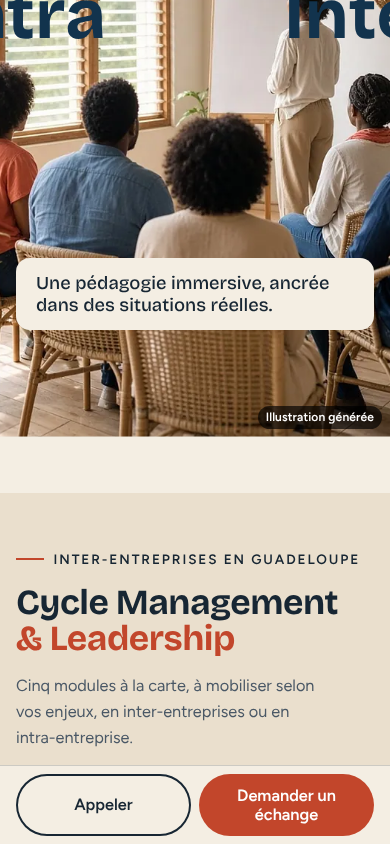 Une pédagogie immersive, ancrée
dans des situations réelles.
Illustration générée
INTER-ENTREPRISES EN GUADELOUPE
Cycle Management
& Leadership
Cinq modules à la carte, à mobiliser selon
vos enjeux, en inter-entreprises ou en
intra-entreprise.
Appeler
Demander un
échange